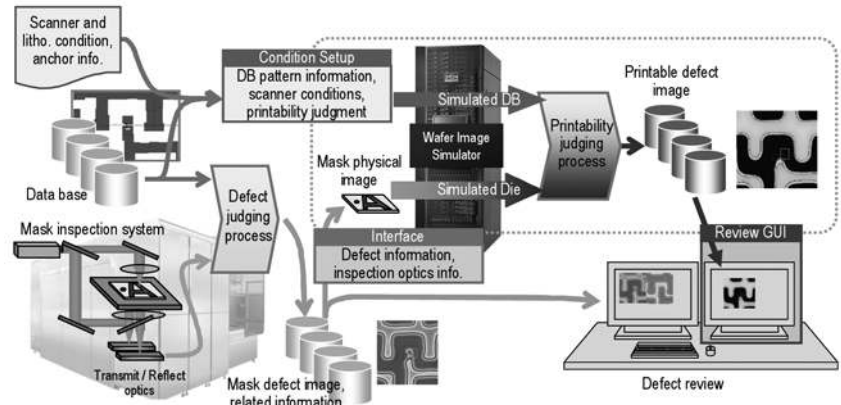 Scanner and
litho. condition,
anchor info.
Condition Setup
DB pattern information,
scanner conditions,
printability judgment
Simulated DB
Wafer Image
Simulator
Simulated Die
Printability
judging
process
Printable defect
image
Mask physical
image
A
Data base
Defect
judging
process
Mask inspection system
A
Transmit / Reflect
optics
Interface
Defect information,
inspection optics info.
Mask defect image,
related information
Review GUI
Defect review